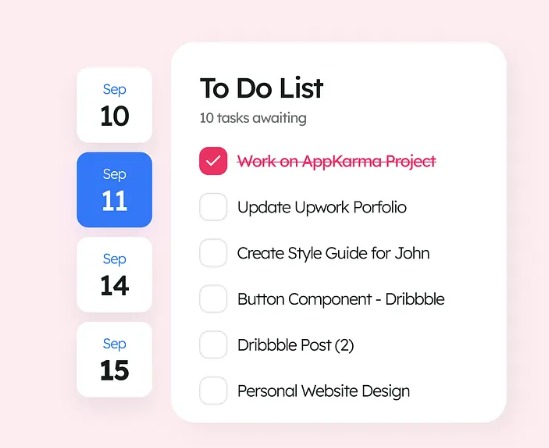 Sep
10
Sep
11
Sep
14
Sep
15
To Do List
10 tasks awaiting
Work on AppKarma Project
Update Upwork Porfolio
Create Style Guide for John
Button Component - Dribbble
Dribbble Post (2)
Personal Website Design